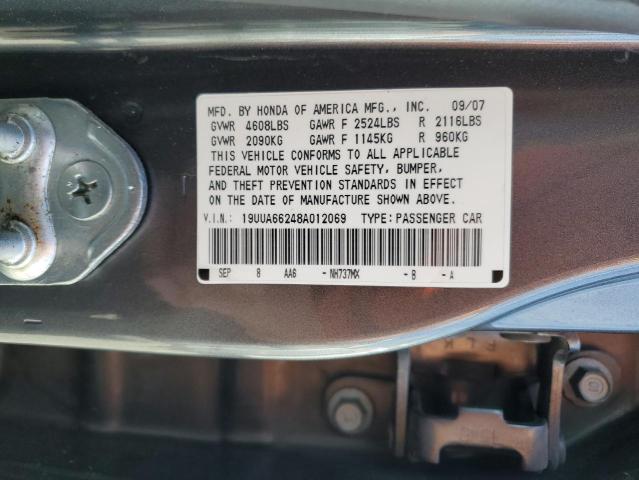 MFD. BY HONDA OF AMERICA MFG., INC. 09/07
GVWR 4608LBS GAWR F 2524LBS R 2116LBS
GVWR 2090KG GAWR F 1145KG R 960KG
THIS VEHICLE CONFORMS TO ALL APPLICABLE
FEDERAL MOTOR VEHICLE SAFETY, BUMPER,
AND THEFT PREVENTION STANDARDS IN EFFECT
ON THE DATE OF MANUFACTURE SHOWN ABOVE.
V.I.N.: 19UUA66248A012069 TYPE: PASSENGER CAR
SEP 8 AA6 -NH737MX -B -A
FLK